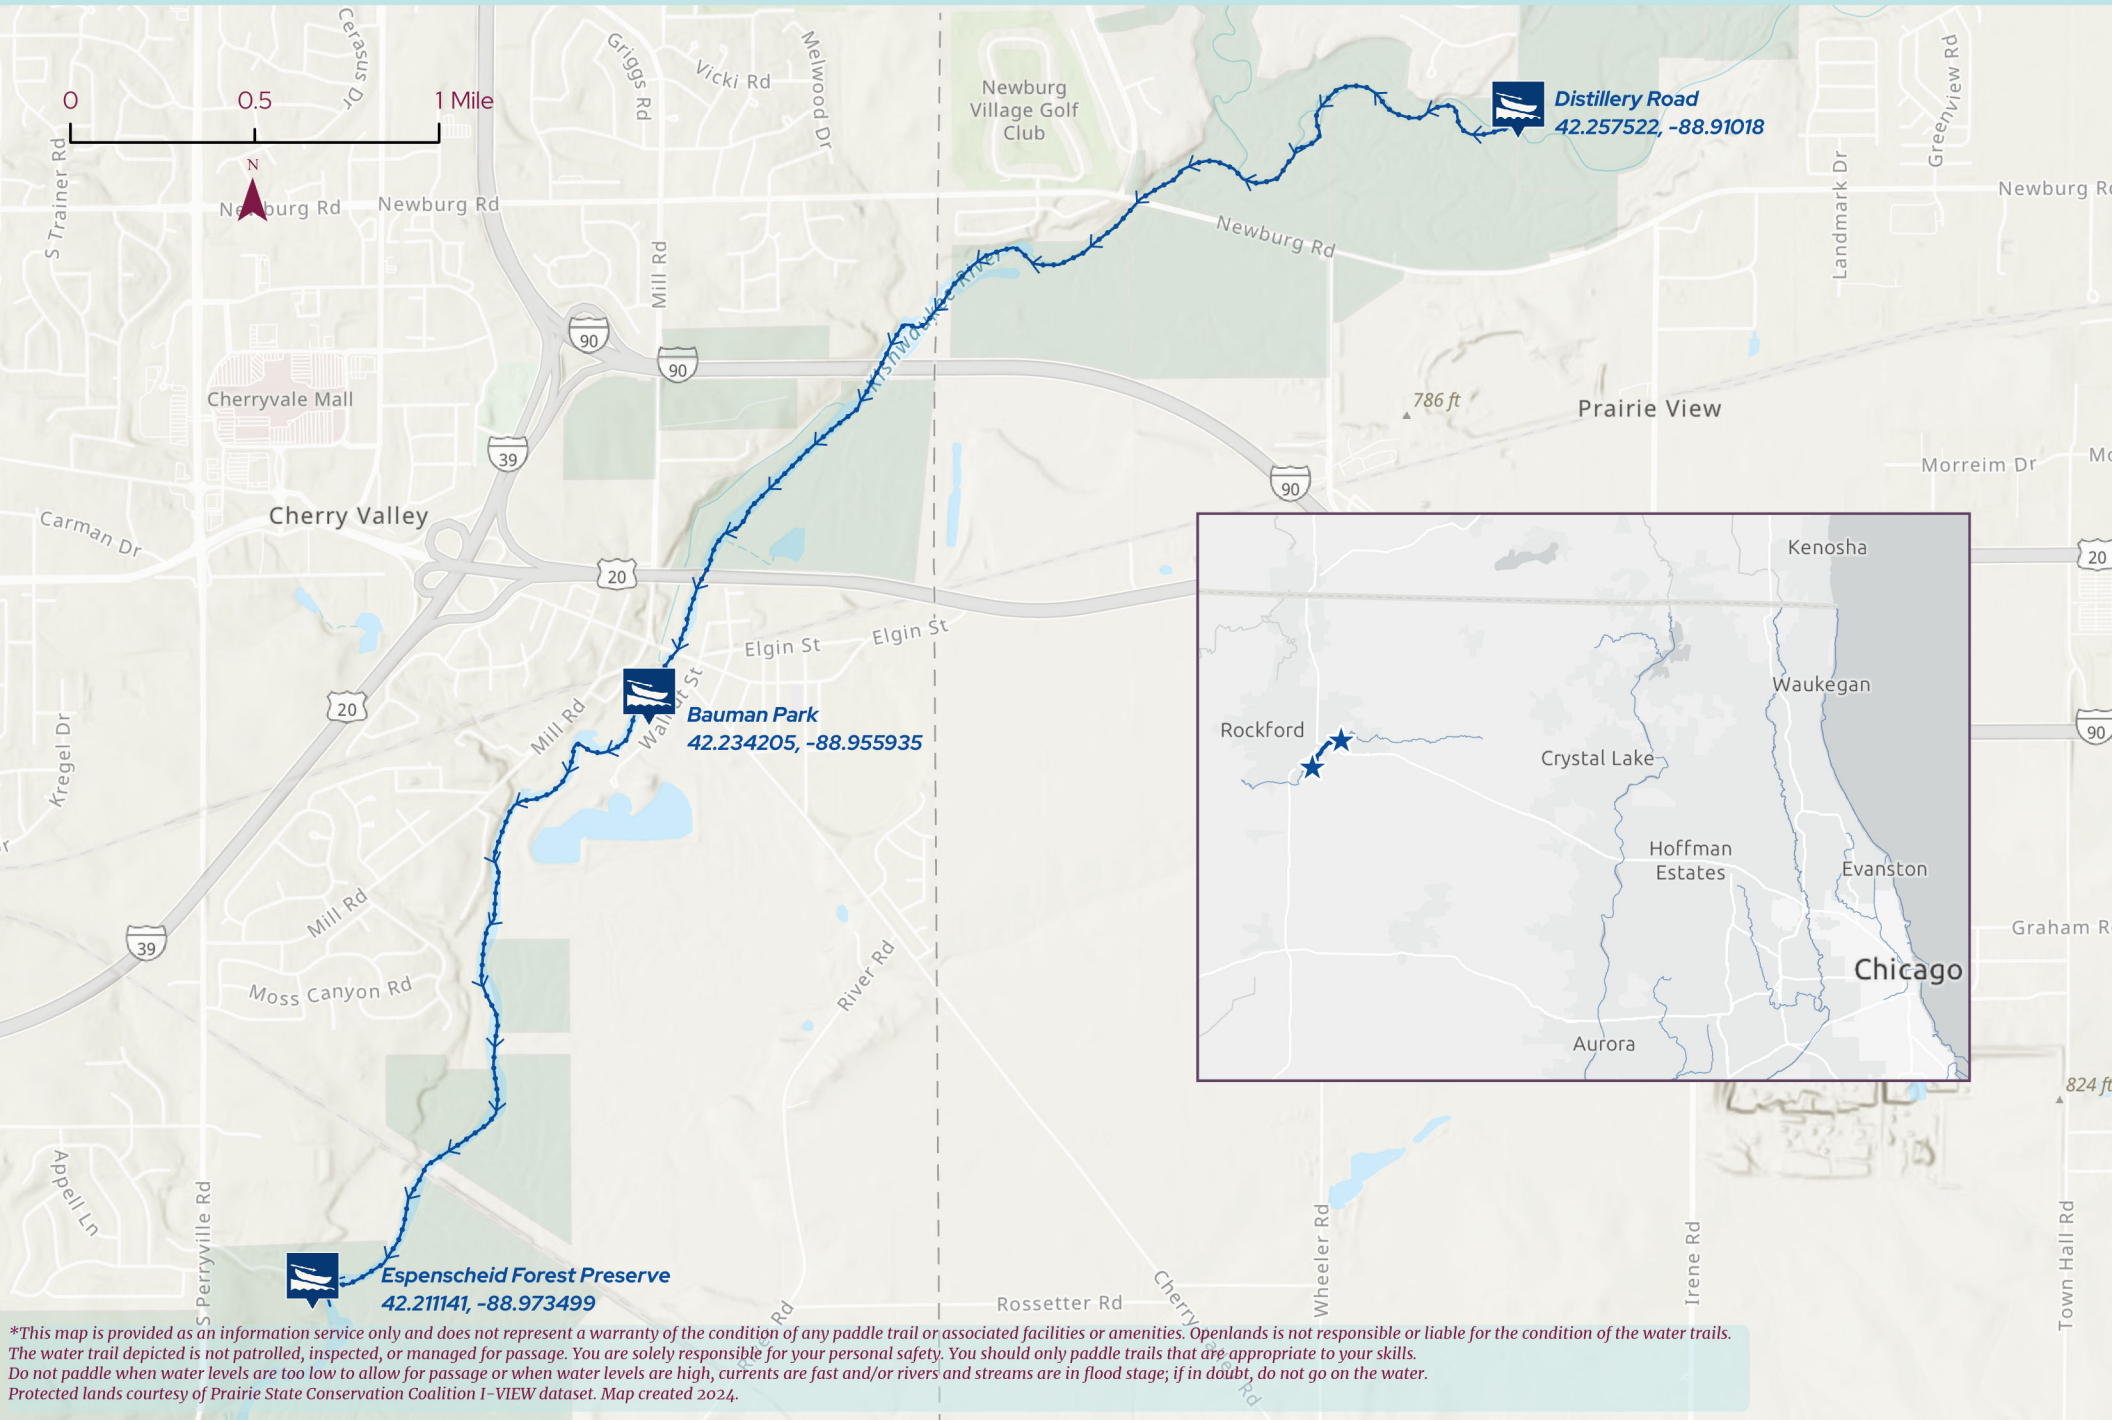 Cerasus Dr
Griggs Rd
Vicki Rd
Melwood Dr
Newburg
Village Golf
Club
Distillery Road
42.257522, -88.91018
Greenview Rd
0 0.5 1 Mile
N
S Trainer Rd
Newburg Rd
Newburg Rd
Mill Rd
Newburg Rd
Landmark Dr
Newburg Rd
Kishwaukee River
90
90
Cherryvale Mall
786 ft
Prairie View
39
90
Morreim Dr
Mo
Carman Dr
Cherry Valley
20
20
Elgin St
Elgin St
Walnut St
20
Mill Rd
Bauman Park
42.234205, -88.955935
Kregel Dr
90
Kenosha
Waukegan
Rockford
Crystal Lake
Hoffman
Estates
Evanston
Chicago
Aurora
Mill Rd
39
Moss Canyon Rd
River Rd
Graham R
824 ft
Appell Ln
S Perryville Rd
Espenscheid Forest Preserve
42.211141, -88.973499
River Rd
Rossetter Rd
Cherry Valley Rd
Wheeler Rd
Irene Rd
Town Hall Rd
*This map is provided as an information service only and does not represent a warranty of the condition of any paddle trail or associated facilities or amenities. Openlands is not responsible or liable for the condition of the water trails.
The water trail depicted is not patrolled, inspected, or managed for passage. You are solely responsible for your personal safety. You should only paddle trails that are appropriate to your skills.
Do not paddle when water levels are too low to allow for passage or when water levels are high, currents are fast and/or rivers and streams are in flood stage; if in doubt, do not go on the water.
Protected lands courtesy of Prairie State Conservation Coalition I-VIEW dataset. Map created 2024.